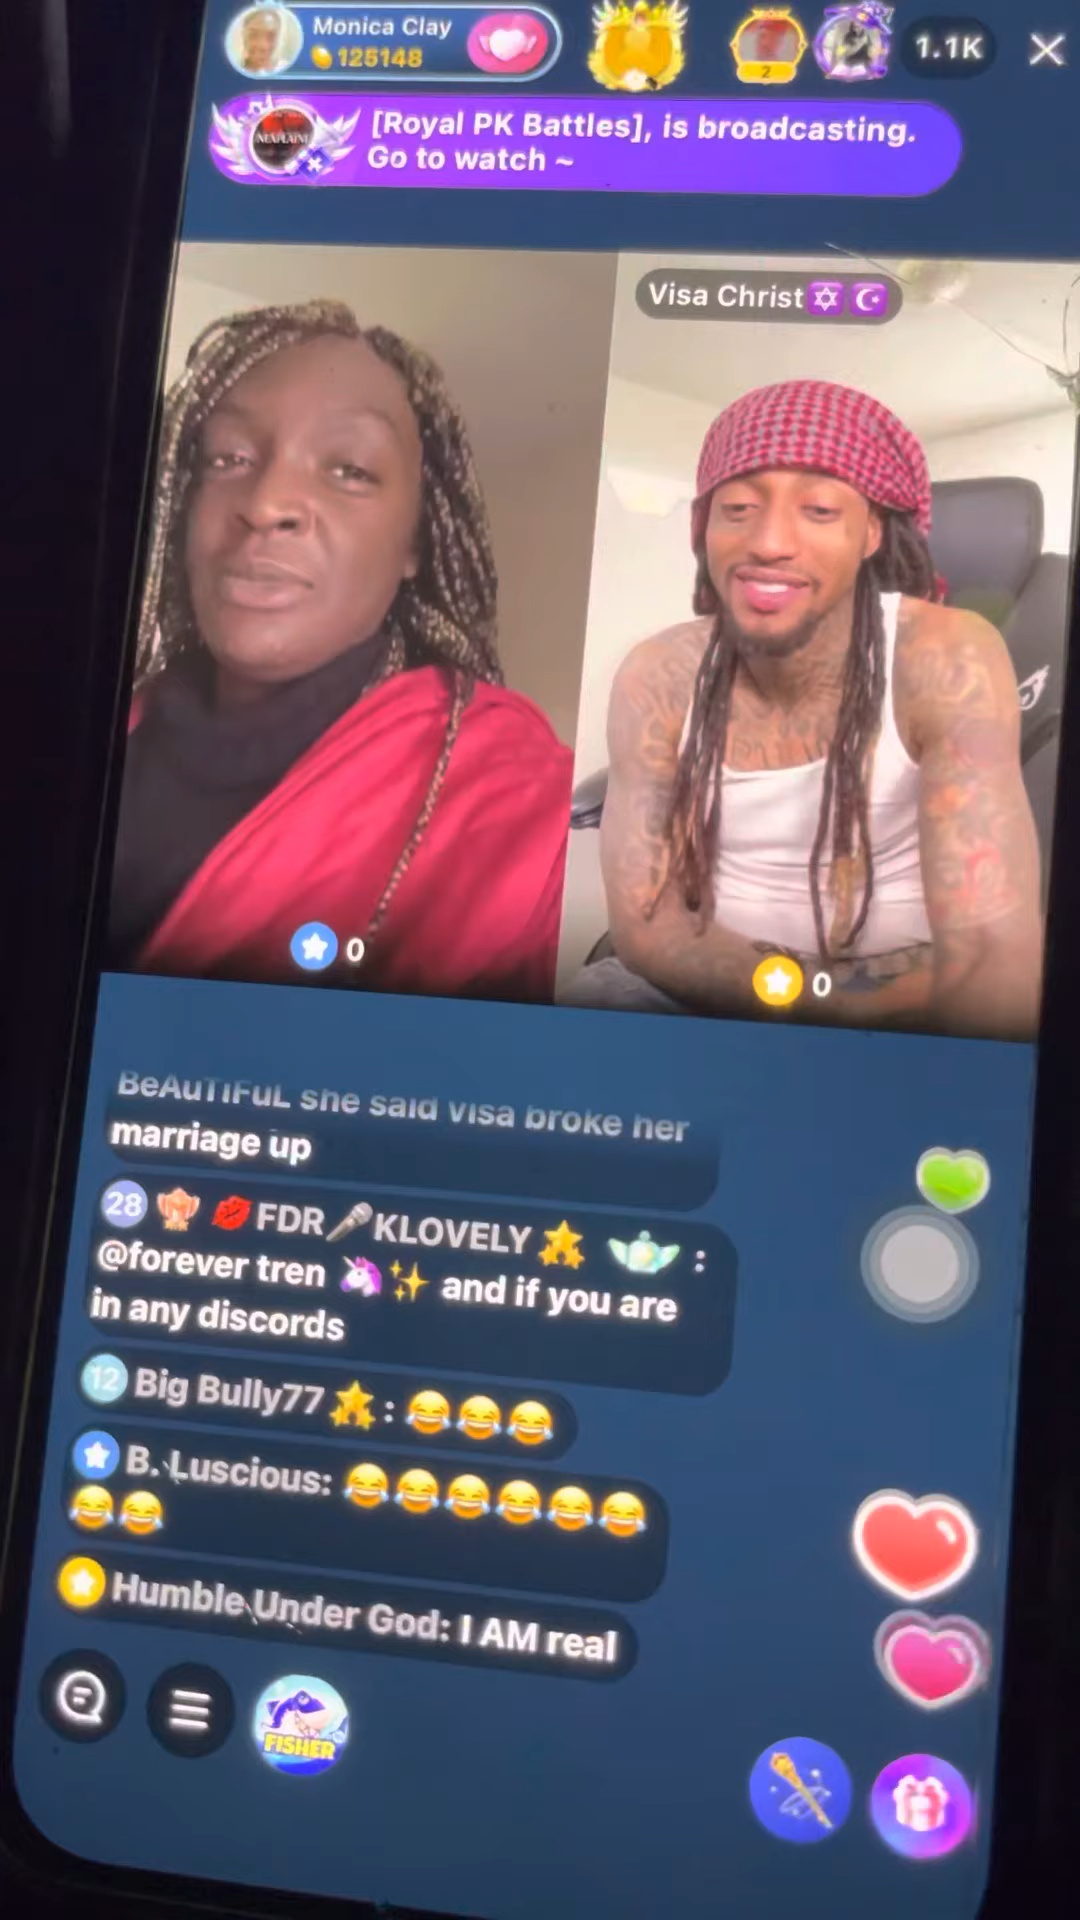 Monica Clay
125148
2
1.1K
[Royal PK Battles], is broadcasting.
Go to watch ~
Visa Christ✡️☪️
0
0
BeAuTiFuL she said visa broke her
marriage up
28 FDR🎤KLOVELY :
@forever tren 🦄✨ and if you are
in any discords
12 Big Bully77 : 😂😂😂
B. Luscious: 😂😂😂😂😂😂
😂😂
Humble Under God: I AM real
FISHER